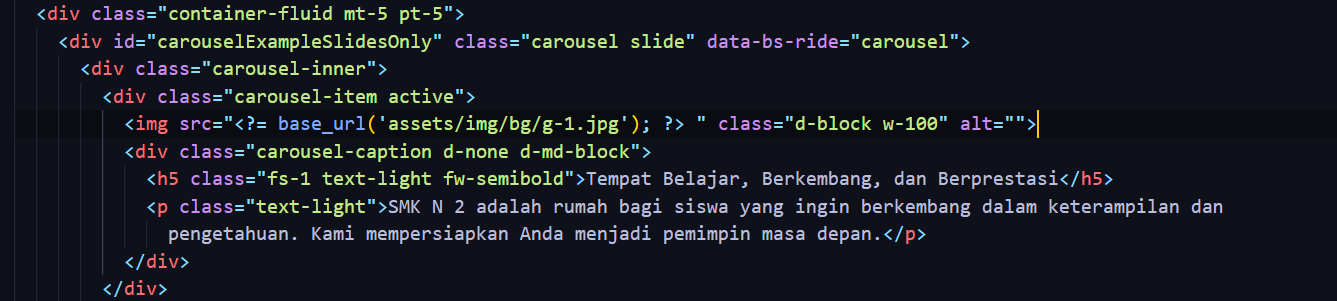 <div class="container-fluid mt-5 pt-5">
<div id="carouselExampleSlidesOnly" class="carousel slide" data-bs-ride="carousel">
<div class="carousel-inner">
<div class="carousel-item active">
<img src="<?= base_url('assets/img/bg/g-1.jpg'); ?> " class="d-block w-100" alt="">
<div class="carousel-caption d-none d-md-block">
<h5 class="fs-1 text-light fw-semibold">Tempat Belajar, Berkembang, dan Berprestasi</h5>
<p class="text-light">SMK N 2 adalah rumah bagi siswa yang ingin berkembang dalam keterampilan dan
pengetahuan. Kami mempersiapkan Anda menjadi pemimpin masa depan.</p>
</div>
</div>